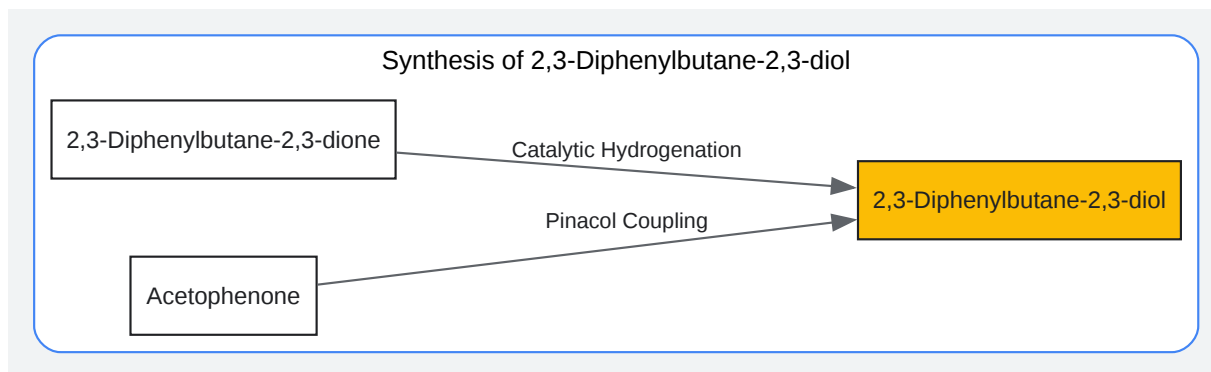 Synthesis of 2,3-Diphenylbutane-2,3-diol
2,3-Diphenylbutane-2,3-dione
Catalytic Hydrogenation
2,3-Diphenylbutane-2,3-diol
Pinacol Coupling
Acetophenone